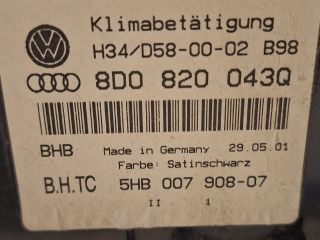 Klimabetätigung
H34/D58-00-02 B98
8D0 820 043Q
BHB Made in Germany 29.05.01
Farbe: Satinschwarz
B.H.TC 5HB 007 908-07
II 1